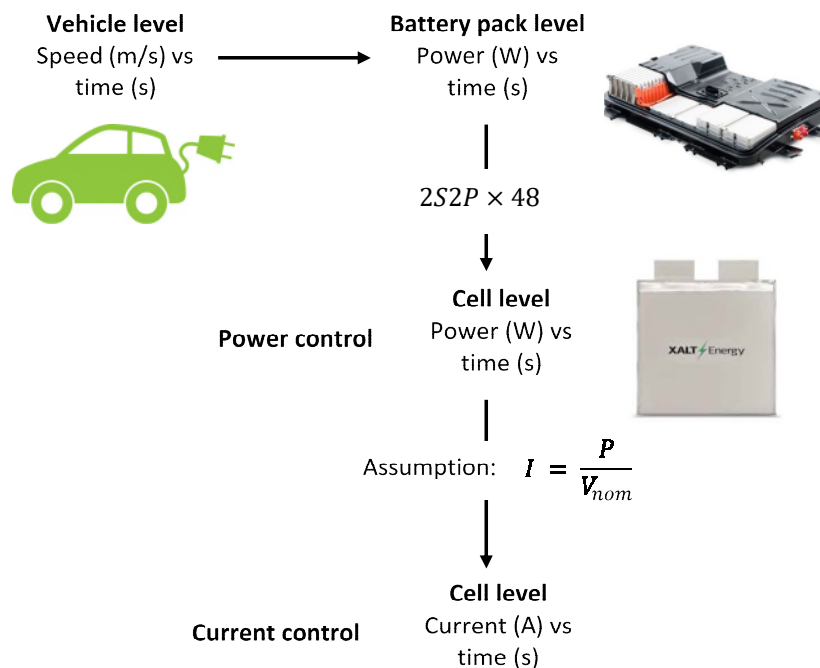 Vehicle level
Speed (m/s) vs
time (s)
Battery pack level
Power (W) vs
time (s)
2S2P × 48
Cell level
Power (W) vs
time (s)
Power control
XALT Energy
Assumption: I = P / V_nom
Cell level
Current (A) vs
time (s)
Current control